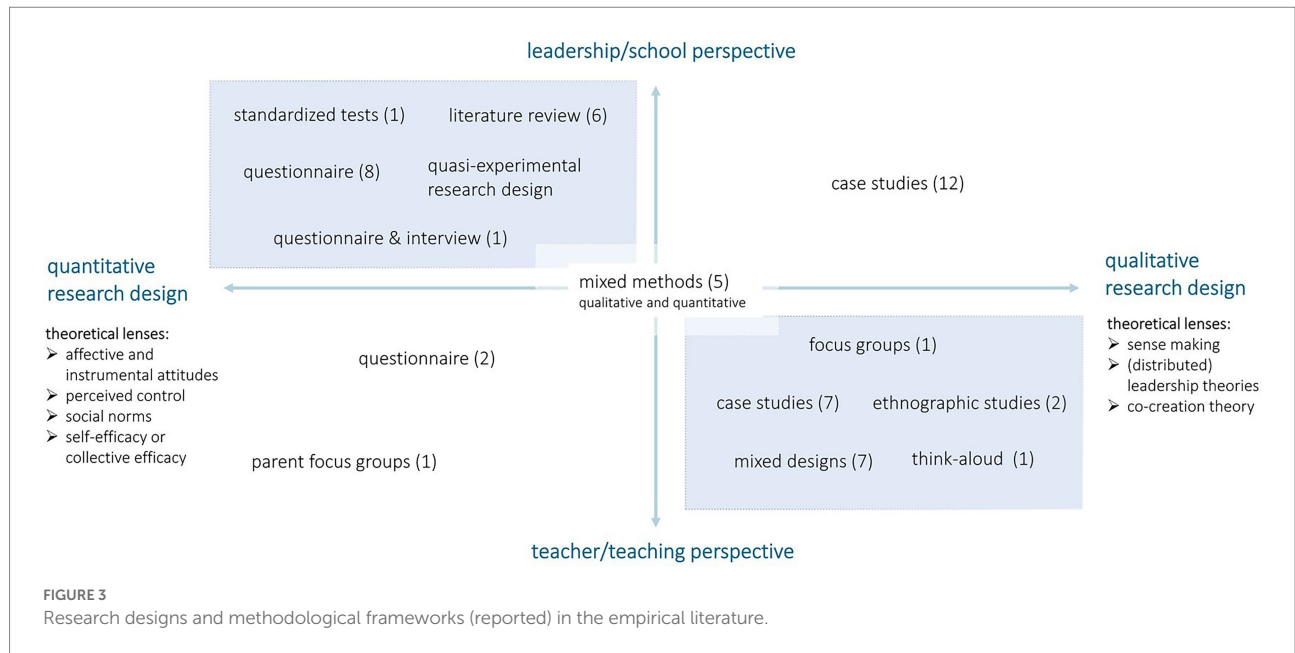 leadership/school perspective
standardized tests (1)
literature review (6)
questionnaire (8)
quasi-experimental
research design
questionnaire & interview (1)
case studies (12)
quantitative
research design
mixed methods (5)
qualitative and quantitative
qualitative
research design
theoretical lenses:
➢ affective and
instrumental attitudes
➢ perceived control
➢ social norms
➢ self-efficacy or
collective efficacy
questionnaire (2)
parent focus groups (1)
focus groups (1)
case studies (7)
ethnographic studies (2)
mixed designs (7)
think-aloud (1)
theoretical lenses:
➢ sense making
➢ (distributed)
leadership theories
➢ co-creation theory
teacher/teaching perspective
FIGURE 3
Research designs and methodological frameworks (reported) in the empirical literature.